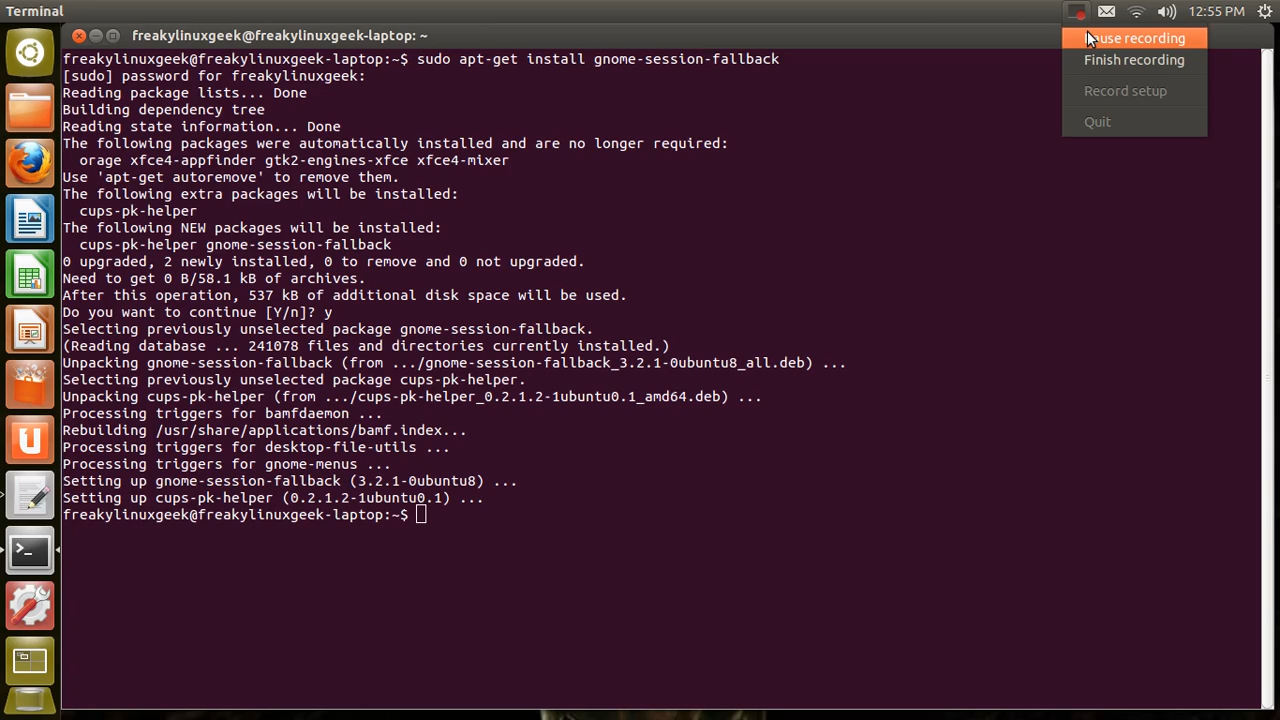 Terminal
12:55 PM
freakylinuxgeek@freakylinuxgeek-laptop: ~
use recording
Finish recording
Record setup
Quit
freakylinuxgeek@freakylinuxgeek-laptop:~$ sudo apt-get install gnome-session-fallback
[sudo] password for freakylinuxgeek:
Reading package lists... Done
Building dependency tree
Reading state information... Done
The following packages were automatically installed and are no longer required:
orage xfce4-appfinder gtk2-engines-xfce xfce4-mixer
Use 'apt-get autoremove' to remove them.
The following extra packages will be installed:
cups-pk-helper
The following NEW packages will be installed:
cups-pk-helper gnome-session-fallback
0 upgraded, 2 newly installed, 0 to remove and 0 not upgraded.
Need to get 0 B/58.1 kB of archives.
After this operation, 537 kB of additional disk space will be used.
Do you want to continue [Y/n]? y
Selecting previously unselected package gnome-session-fallback.
(Reading database ... 241078 files and directories currently installed.)
Unpacking gnome-session-fallback (from .../gnome-session-fallback_3.2.1-0ubuntu8_all.deb) ...
Selecting previously unselected package cups-pk-helper.
Unpacking cups-pk-helper (from .../cups-pk-helper_0.2.1.2-1ubuntu0.1_amd64.deb) ...
Processing triggers for bamfdaemon ...
Rebuilding /usr/share/applications/bamf.index...
Processing triggers for desktop-file-utils ...
Processing triggers for gnome-menus ...
Setting up gnome-session-fallback (3.2.1-0ubuntu8) ...
Setting up cups-pk-helper (0.2.1.2-1ubuntu0.1) ...
freakylinuxgeek@freakylinuxgeek-laptop:~$